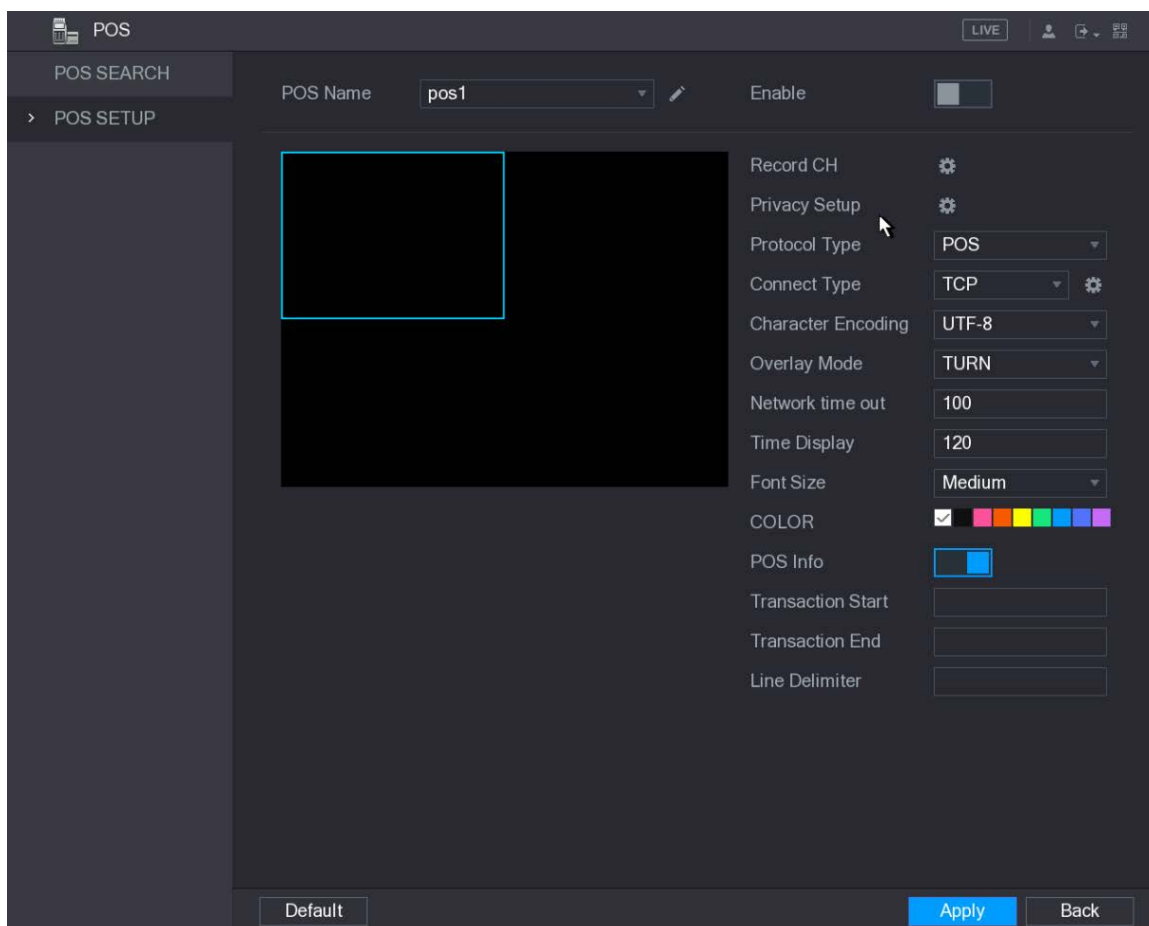 POS
LIVE
POS SEARCH
> POS SETUP
POS Name pos1 Enable
Record CH
Privacy Setup
Protocol Type POS
Connect Type TCP
Character Encoding UTF-8
Overlay Mode TURN
Network time out 100
Time Display 120
Font Size Medium
COLOR
POS Info
Transaction Start
Transaction End
Line Delimiter
Default Apply Back